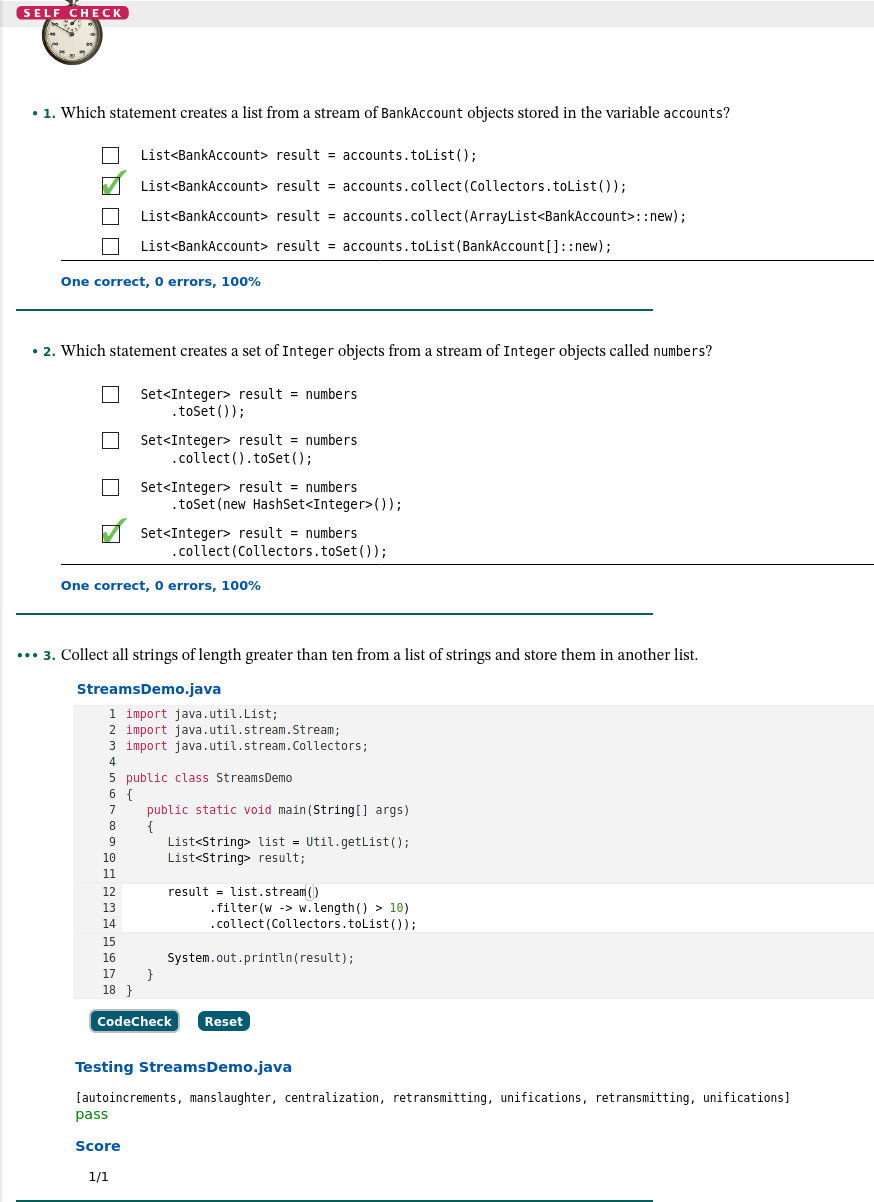 SELF CHECK
• 1. Which statement creates a list from a stream of BankAccount objects stored in the variable accounts?
List<BankAccount> result = accounts.toList();
List<BankAccount> result = accounts.collect(Collectors.toList());
List<BankAccount> result = accounts.collect(ArrayList<BankAccount>::new);
List<BankAccount> result = accounts.toList(BankAccount[]::new);
One correct, 0 errors, 100%
• 2. Which statement creates a set of Integer objects from a stream of Integer objects called numbers?
Set<Integer> result = numbers
.toSet());
Set<Integer> result = numbers
.collect().toSet();
Set<Integer> result = numbers
.toSet(new HashSet<Integer>());
Set<Integer> result = numbers
.collect(Collectors.toSet());
One correct, 0 errors, 100%
••• 3. Collect all strings of length greater than ten from a list of strings and store them in another list.
StreamsDemo.java
1 import java.util.List;
2 import java.util.stream.Stream;
3 import java.util.stream.Collectors;
4
5 public class StreamsDemo
6 {
7 public static void main(String[] args)
8 {
9 List<String> list = Util.getList();
10 List<String> result;
11
12 result = list.stream()
13 .filter(w -> w.length() > 10)
14 .collect(Collectors.toList());
15
16 System.out.println(result);
17 }
18 }
CodeCheck Reset
Testing StreamsDemo.java
[autoincrements, manslaughter, centralization, retransmitting, unifications, retransmitting, unifications]
pass
Score
1/1